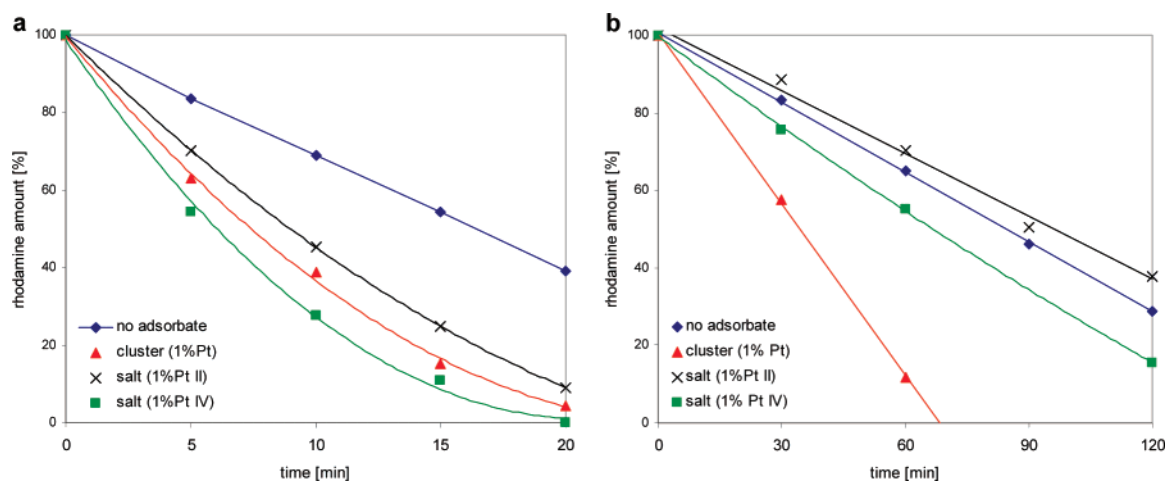 a
rhodamine amount [%]
100
80
60
40
20
0
no adsorbate
cluster (1%Pt)
salt (1%Pt II)
salt (1%Pt IV)
0 5 10 15 20
time [min]
b
rhodamine amount [%]
100
80
60
40
20
0
no adsorbate
cluster (1% Pt)
salt (1%Pt II)
salt (1% Pt IV)
0 30 60 90 120
time [min]